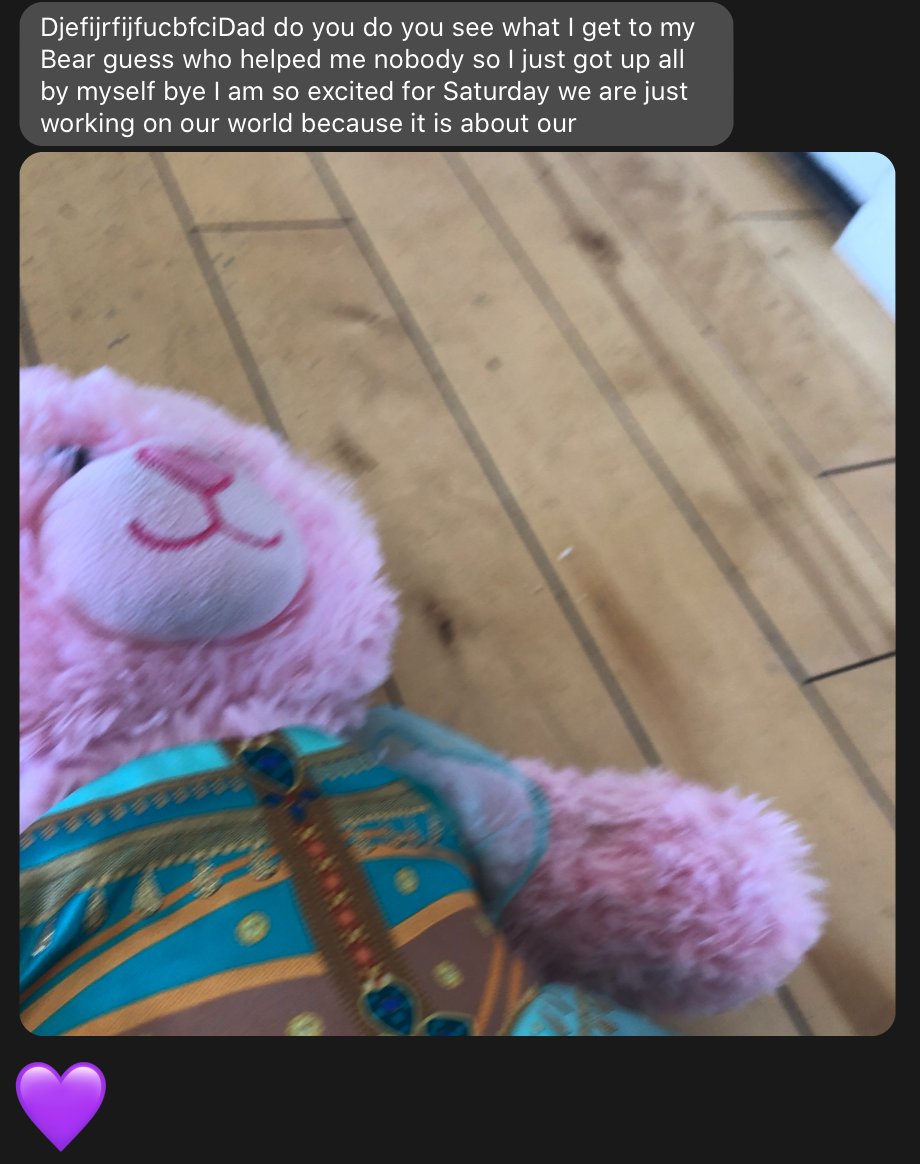 DjefijrfijfucbfciDad do you do you see what I get to my
Bear guess who helped me nobody so I just got up all
by myself bye I am so excited for Saturday we are just
working on our world because it is about our